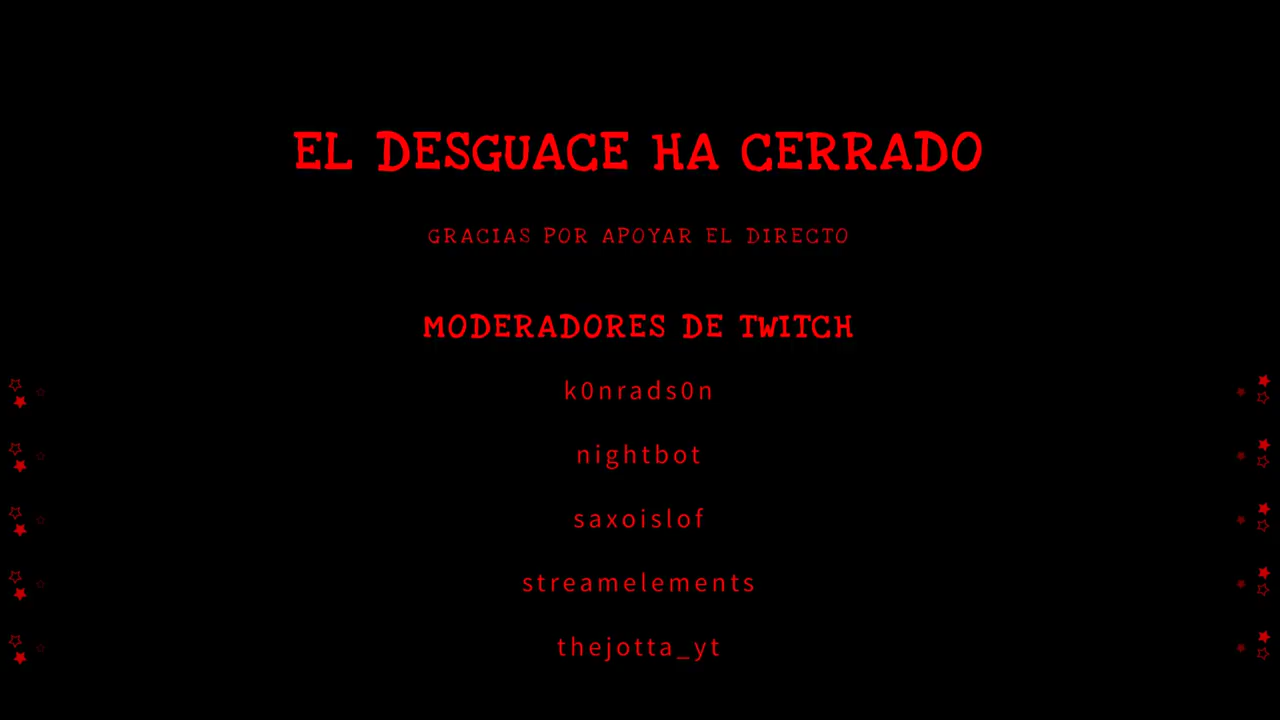 EL DESGUACE HA CERRADO
GRACIAS POR APOYAR EL DIRECTO
MODERADORES DE TWITCH
k0nrads0n
nightbot
saxoislof
streamelements
thejotta_yt